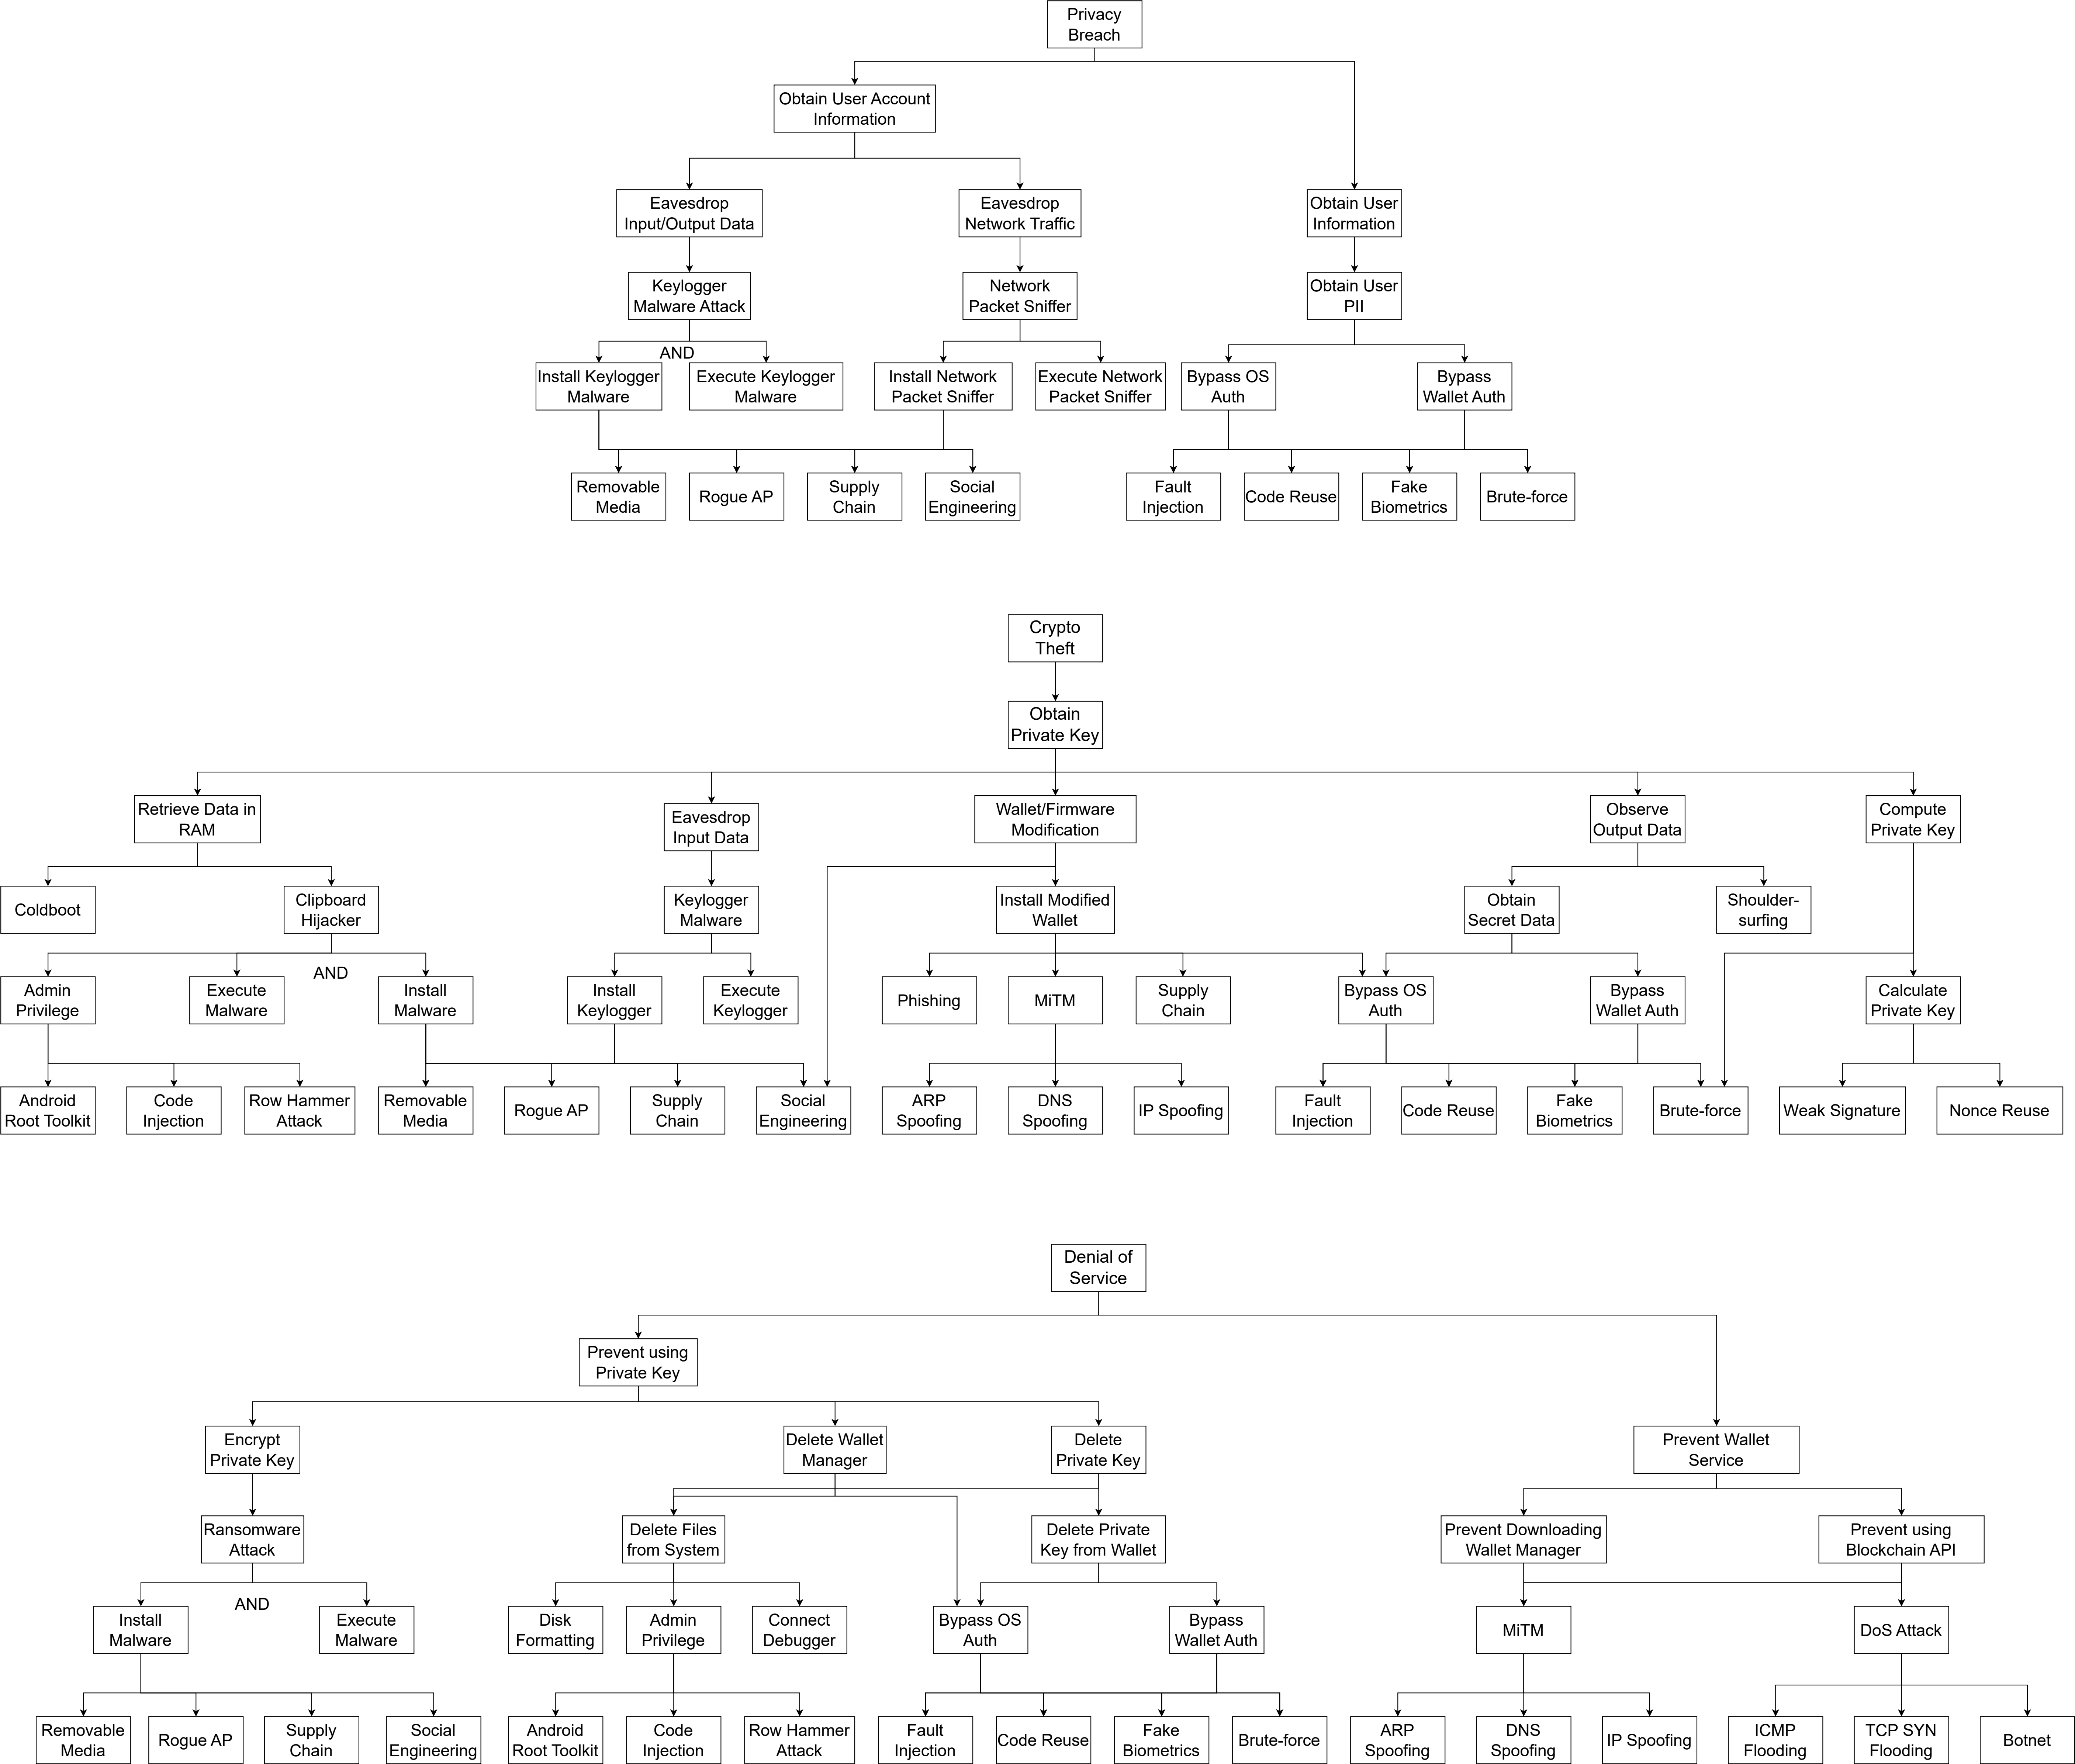 Privacy
Breach
Obtain User Account
Information
Eavesdrop
Input/Output Data
Eavesdrop
Network Traffic
Obtain User
Information
Keylogger
Malware Attack
Network
Packet Sniffer
Obtain User
PII
AND
Install Keylogger
Malware
Execute Keylogger
Malware
Install Network
Packet Sniffer
Execute Network
Packet Sniffer
Bypass OS
Auth
Bypass
Wallet Auth
Removable
Media
Rogue AP
Supply
Chain
Social
Engineering
Fault
Injection
Code Reuse
Fake
Biometrics
Brute-force
Crypto
Theft
Obtain
Private Key
Retrieve Data in
RAM
Eavesdrop
Input Data
Wallet/Firmware
Modification
Observe
Output Data
Compute
Private Key
Coldboot
Clipboard
Hijacker
Keylogger
Malware
Install Modified
Wallet
Obtain
Secret Data
Shoulder-
surfing
AND
Admin
Privilege
Execute
Malware
Install
Malware
Install
Keylogger
Execute
Keylogger
Phishing
MiTM
Supply
Chain
Bypass OS
Auth
Bypass
Wallet Auth
Calculate
Private Key
Android
Root Toolkit
Code
Injection
Row Hammer
Attack
Removable
Media
Rogue AP
Supply
Chain
Social
Engineering
ARP
Spoofing
DNS
Spoofing
IP Spoofing
Fault
Injection
Code Reuse
Fake
Biometrics
Brute-force
Weak Signature
Nonce Reuse
Denial of
Service
Prevent using
Private Key
Encrypt
Private Key
Delete Wallet
Manager
Delete
Private Key
Prevent Wallet
Service
Ransomware
Attack
Delete Files
from System
Delete Private
Key from Wallet
Prevent Downloading
Wallet Manager
Prevent using
Blockchain API
AND
Install
Malware
Execute
Malware
Disk
Formatting
Admin
Privilege
Connect
Debugger
Bypass OS
Auth
Bypass
Wallet Auth
MiTM
DoS Attack
Removable
Media
Rogue AP
Supply
Chain
Social
Engineering
Android
Root Toolkit
Code
Injection
Row Hammer
Attack
Fault
Injection
Code Reuse
Fake
Biometrics
Brute-force
ARP
Spoofing
DNS
Spoofing
IP Spoofing
ICMP
Flooding
TCP SYN
Flooding
Botnet